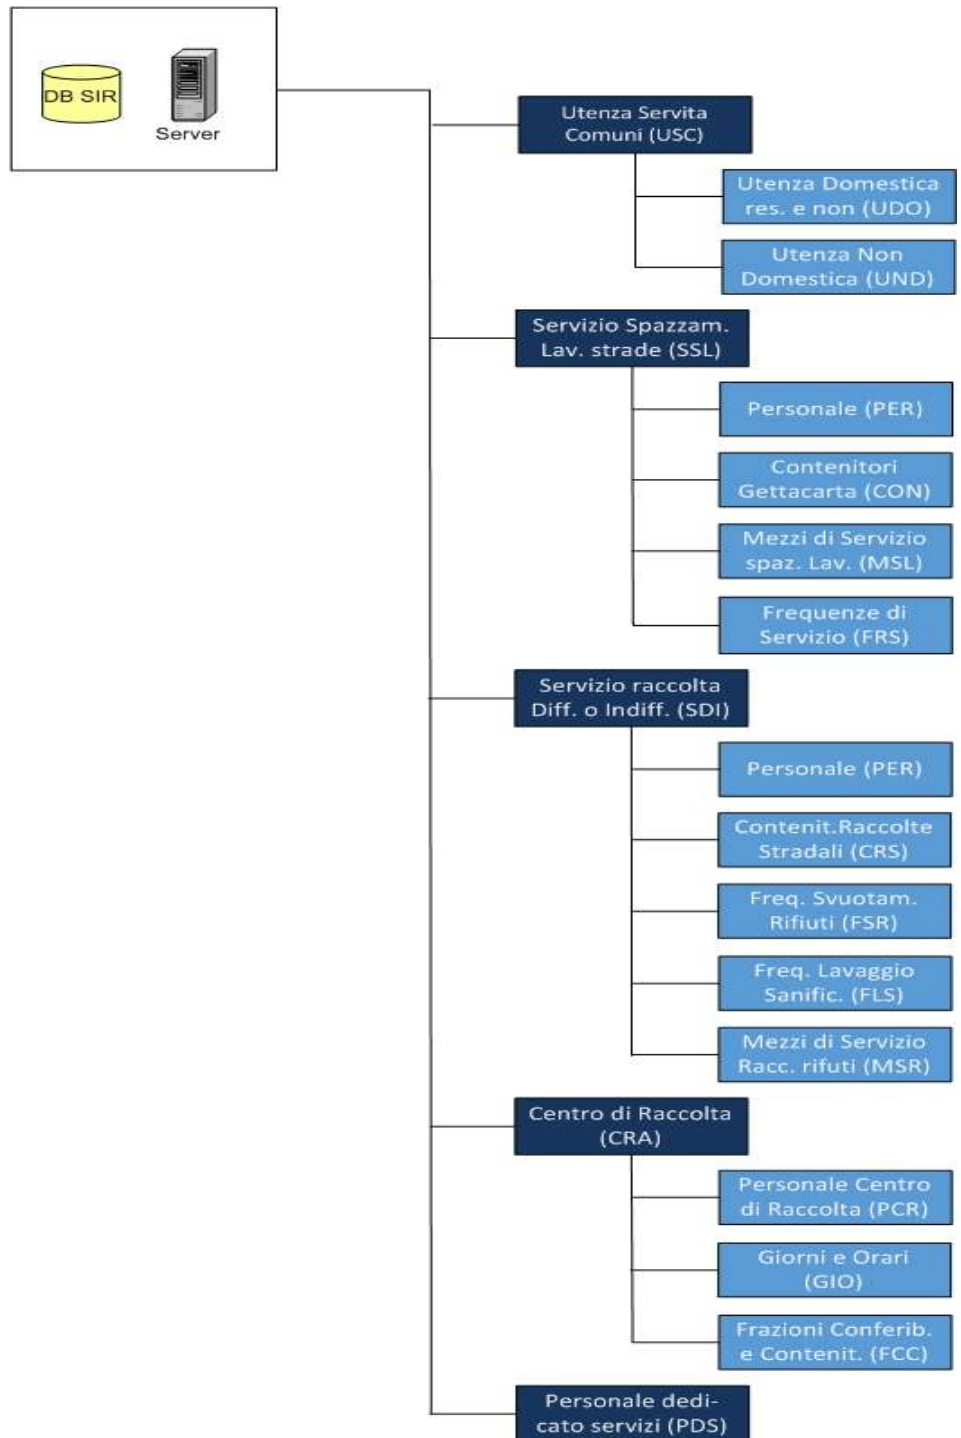 DB SIR
Server
Utenza Servita
Comuni (USC)
Utenza Domestica
res. e non (UDO)
Utenza Non
Domestica (UND)
Servizio Spazzam.
Lav. strade (SSL)
Personale (PER)
Contenitori
Gettacarta (CON)
Mezzi di Servizio
spaz. Lav. (MSL)
Frequenze di
Servizio (FRS)
Servizio raccolta
Diff. o Indiff. (SDI)
Personale (PER)
Contenit.Raccolte
Stradali (CRS)
Freq. Svuotam.
Rifiuti (FSR)
Freq. Lavaggio
Sanific. (FLS)
Mezzi di Servizio
Racc. rifuti (MSR)
Centro di Raccolta
(CRA)
Personale Centro
di Raccolta (PCR)
Giorni e Orari
(GIO)
Frazioni Conferib.
e Contenit. (FCC)
Personale dedi-
cato servizi (PDS)